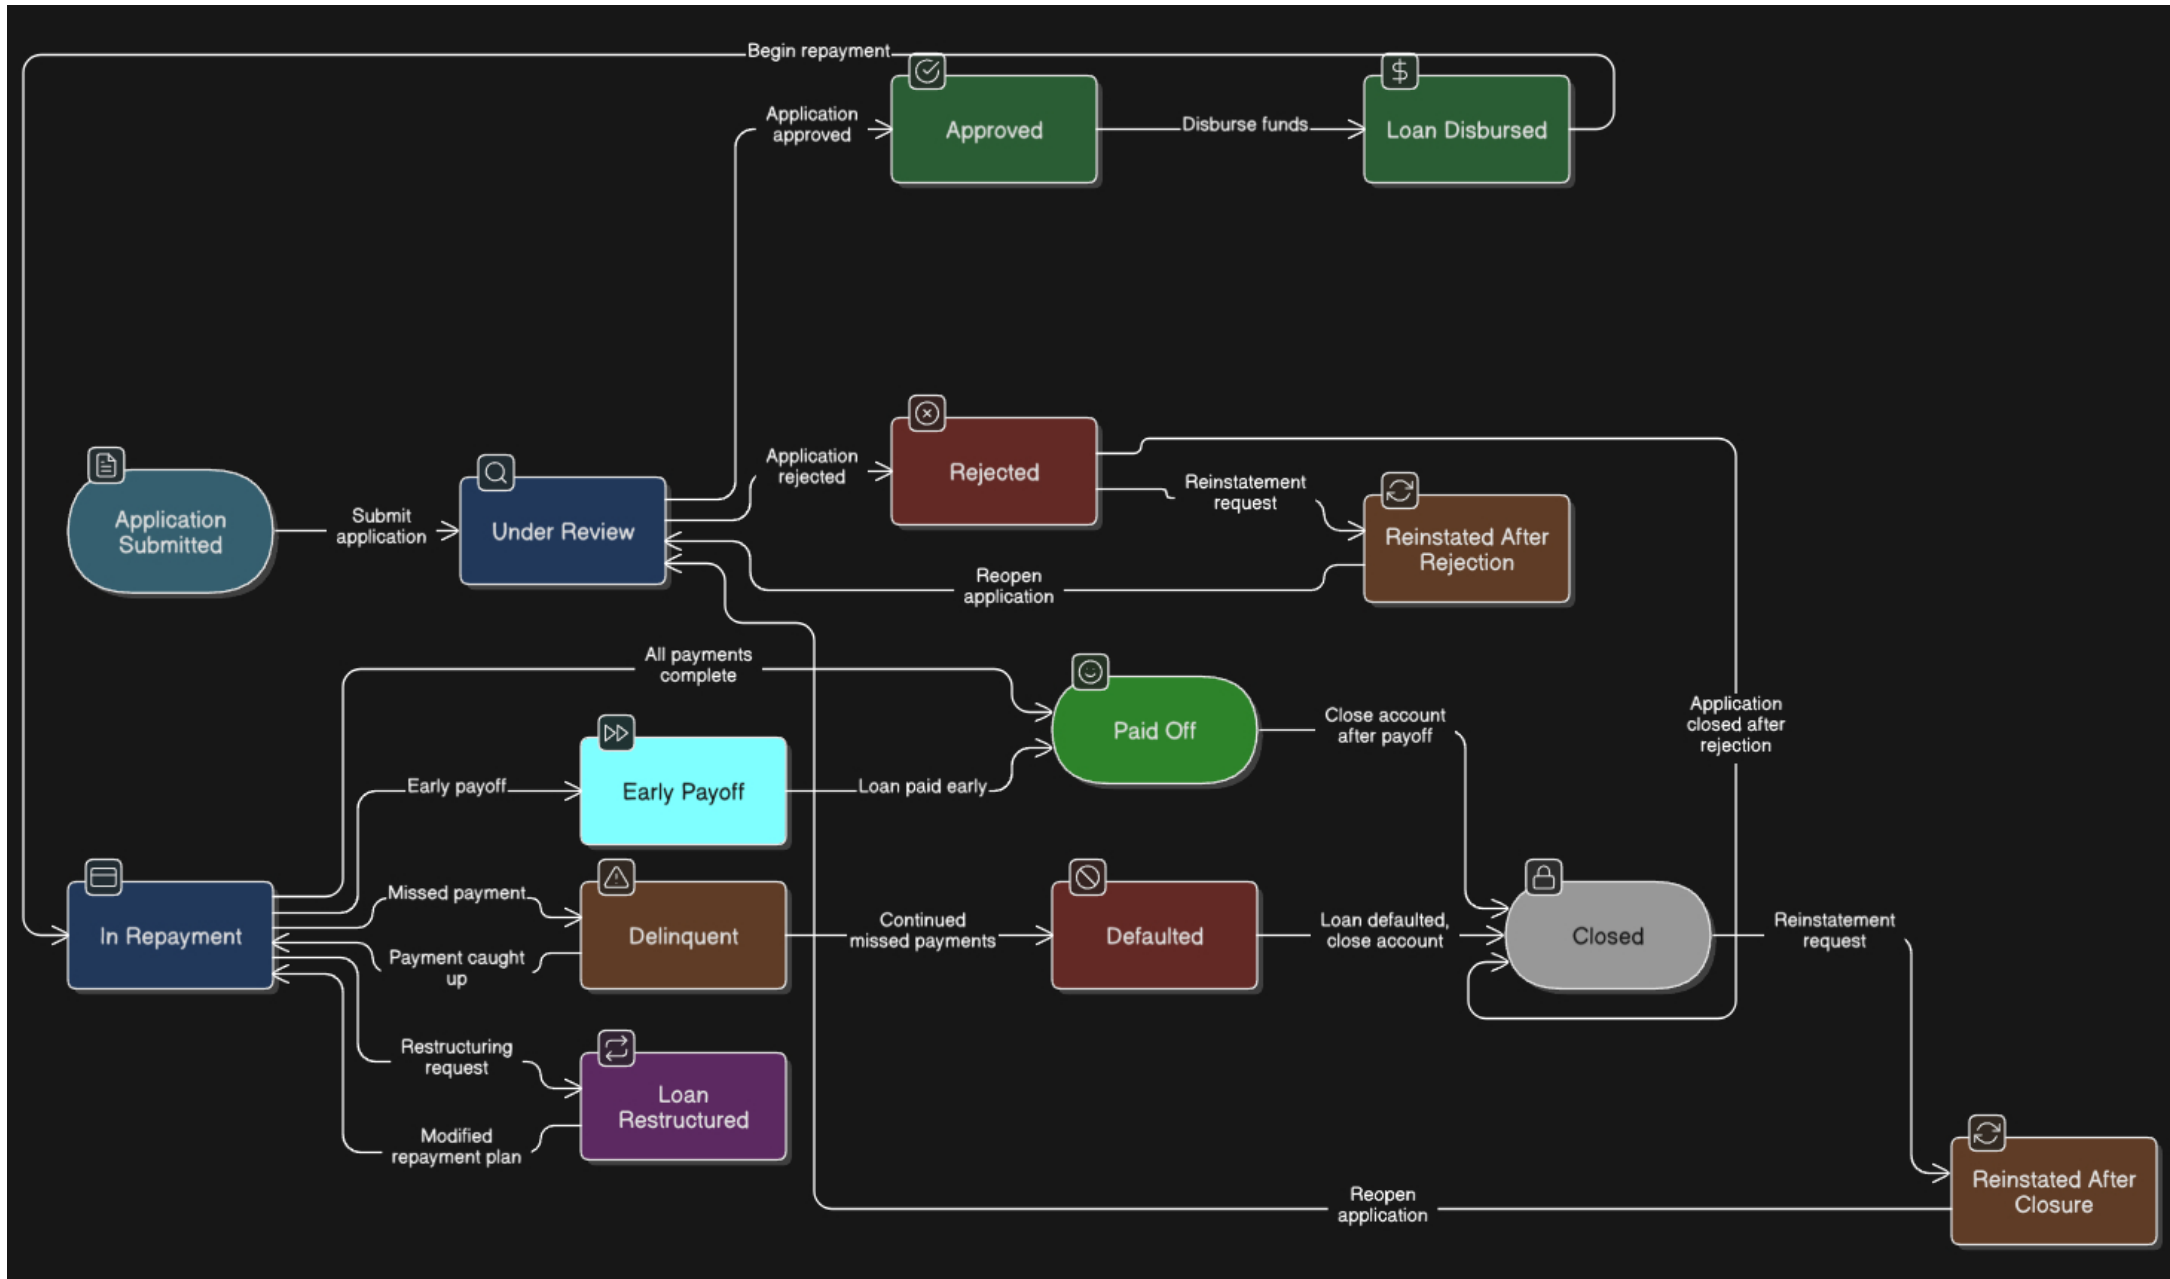 Begin repayment
Application
approved
Approved
Disburse funds
$
Loan Disbursed
Application
rejected
Rejected
Reinstatement
request
Reinstated After
Rejection
Application
Submitted
Submit
application
Under Review
Reopen
application
All payments
complete
Paid Off
Close account
after payoff
Application
closed after
rejection
Early payoff
Early Payoff
Loan paid early
In Repayment
Missed payment
Payment caught
up
Delinquent
Continued
missed payments
Defaulted
Loan defaulted,
close account
Closed
Reinstatement
request
Restructuring
request
Loan
Restructured
Modified
repayment plan
Reopen
application
Reinstated After
Closure